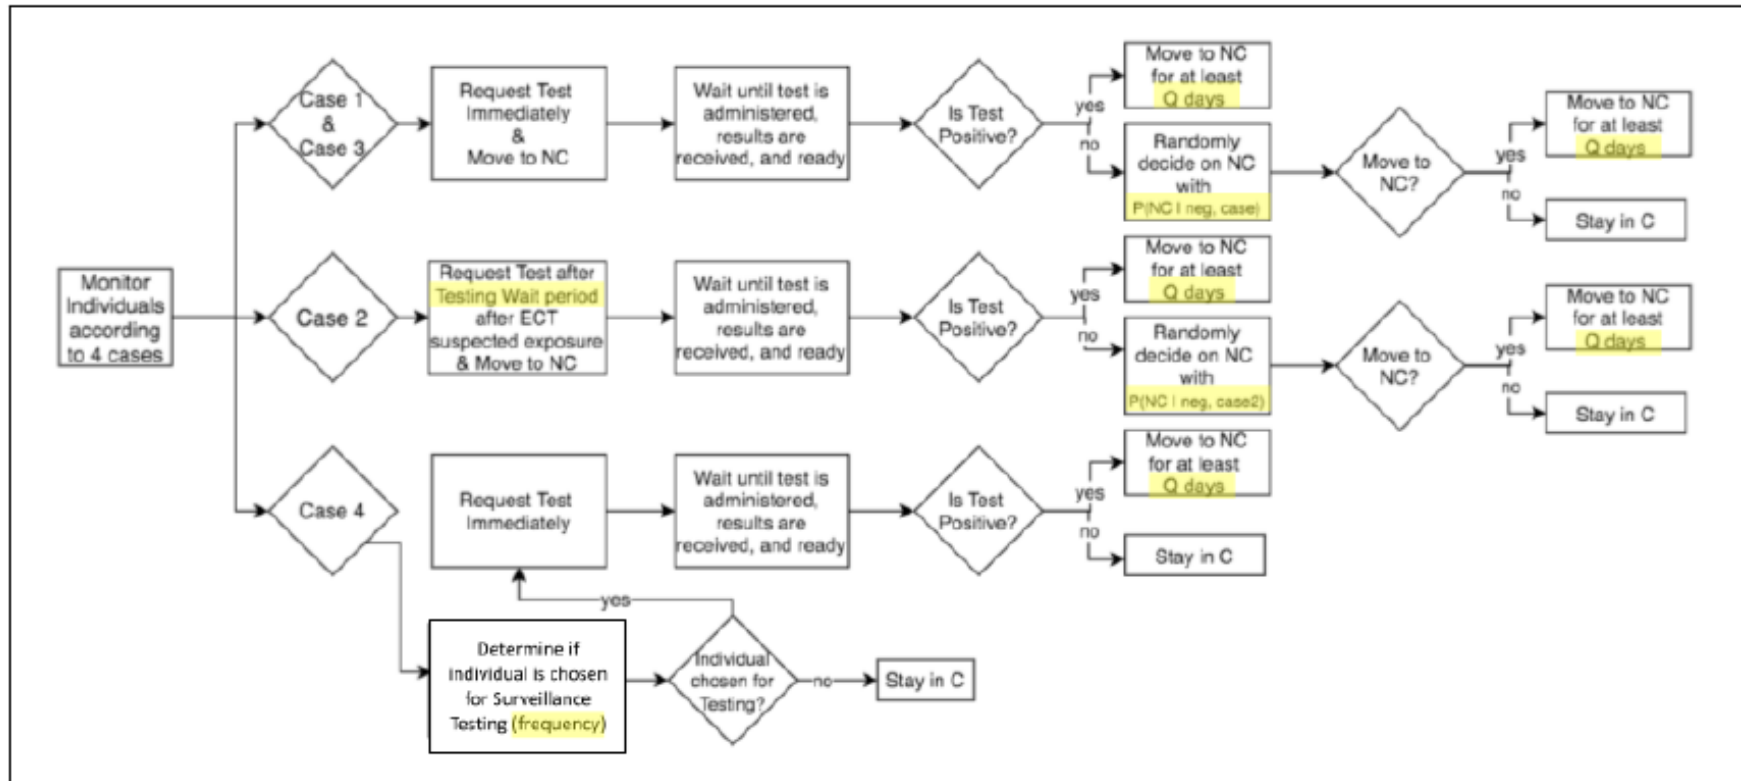 Case 1
&
Case 3
Request Test
Immediately
&
Move to NC
Wait until test is
administered,
results are
received, and ready
Is Test
Positive?
yes
no
Move to NC
for at least
Q days
Randomly
decide on NC
with
P(NC | neg, case)
Move to
NC?
yes
no
Move to NC
for at least
Q days
Stay in C
Monitor
Individuals
according
to 4 cases
Case 2
Request Test after
Testing Wait period
after ECT
suspected exposure
& Move to NC
Wait until test is
administered,
results are
received, and ready
Is Test
Positive?
yes
no
Move to NC
for at least
Q days
Randomly
decide on NC
with
P(NC | neg, case2)
Move to
NC?
yes
no
Move to NC
for at least
Q days
Stay in C
Case 4
Request Test
Immediately
Wait until test is
administered,
results are
received, and ready
Is Test
Positive?
yes
no
Move to NC
for at least
Q days
Stay in C
yes
Determine if
individual is chosen
for Surveillance
Testing (frequency)
Individual
chosen for
Testing?
no
Stay in C